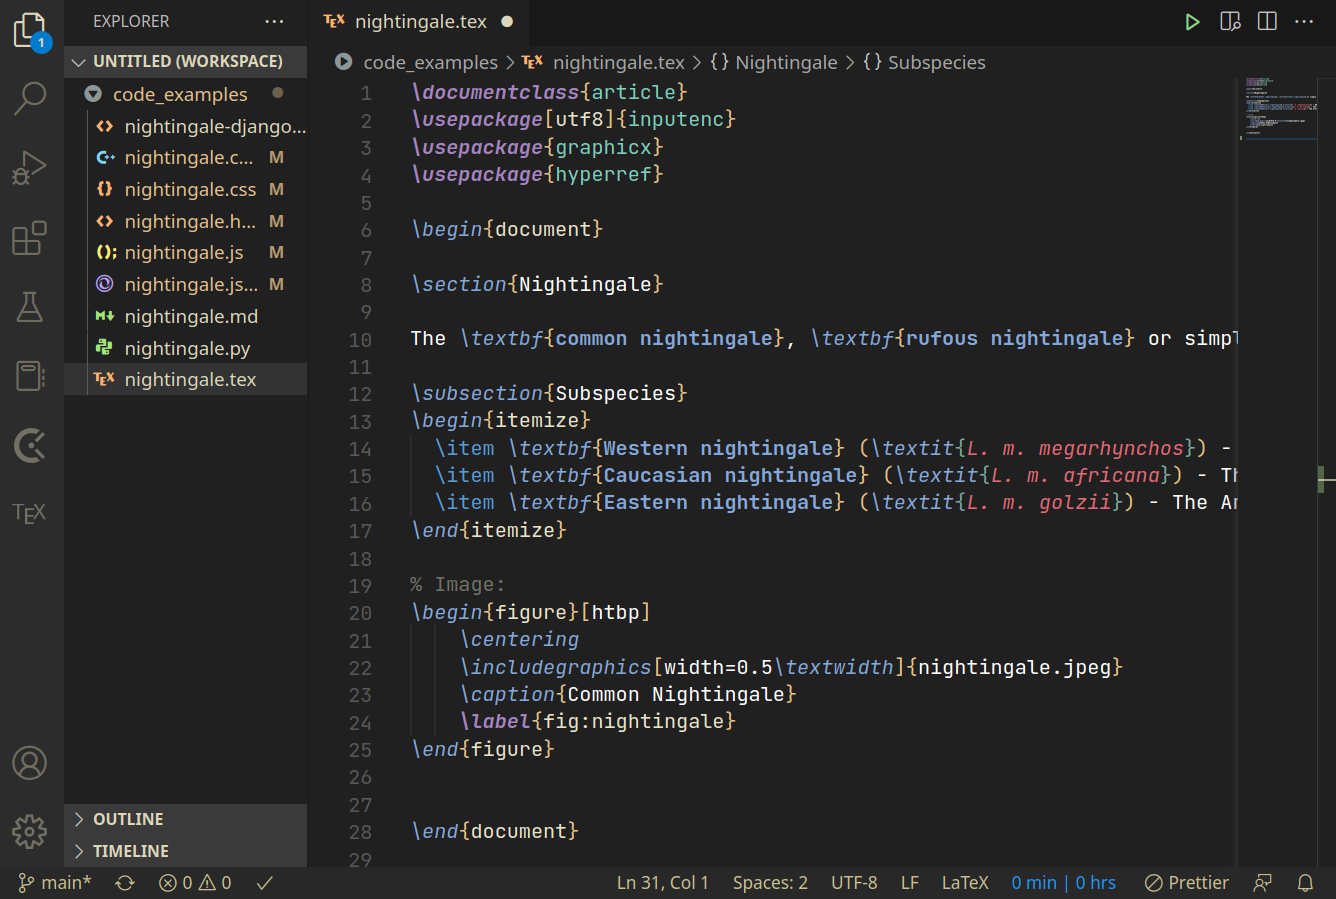 EXPLORER
nightingale.tex
UNTITLED (WORKSPACE)
code_examples
nightingale-django...
nightingale.c... M
nightingale.css M
nightingale.h... M
nightingale.js M
nightingale.js... M
nightingale.md
nightingale.py
nightingale.tex
OUTLINE
TIMELINE
1
TEX
code_examples > nightingale.tex > {} Nightingale > {} Subspecies
1 \documentclass{article}
2 \usepackage[utf8]{inputenc}
3 \usepackage{graphicx}
4 \usepackage{hyperref}
5
6 \begin{document}
7
8 \section{Nightingale}
9
10 The \textbf{common nightingale}, \textbf{rufous nightingale} or simpl
11
12 \subsection{Subspecies}
13 \begin{itemize}
14 \item \textbf{Western nightingale} (\textit{L. m. megarhynchos}) -
15 \item \textbf{Caucasian nightingale} (\textit{L. m. africana}) - Th
16 \item \textbf{Eastern nightingale} (\textit{L. m. golzii}) - The Ar
17 \end{itemize}
18
19 % Image:
20 \begin{figure}[htbp]
21 \centering
22 \includegraphics[width=0.5\textwidth]{nightingale.jpeg}
23 \caption{Common Nightingale}
24 \label{fig:nightingale}
25 \end{figure}
26
27
28 \end{document}
29
main* 0 0 Ln 31, Col 1 Spaces: 2 UTF-8 LF LaTeX 0 min | 0 hrs Prettier